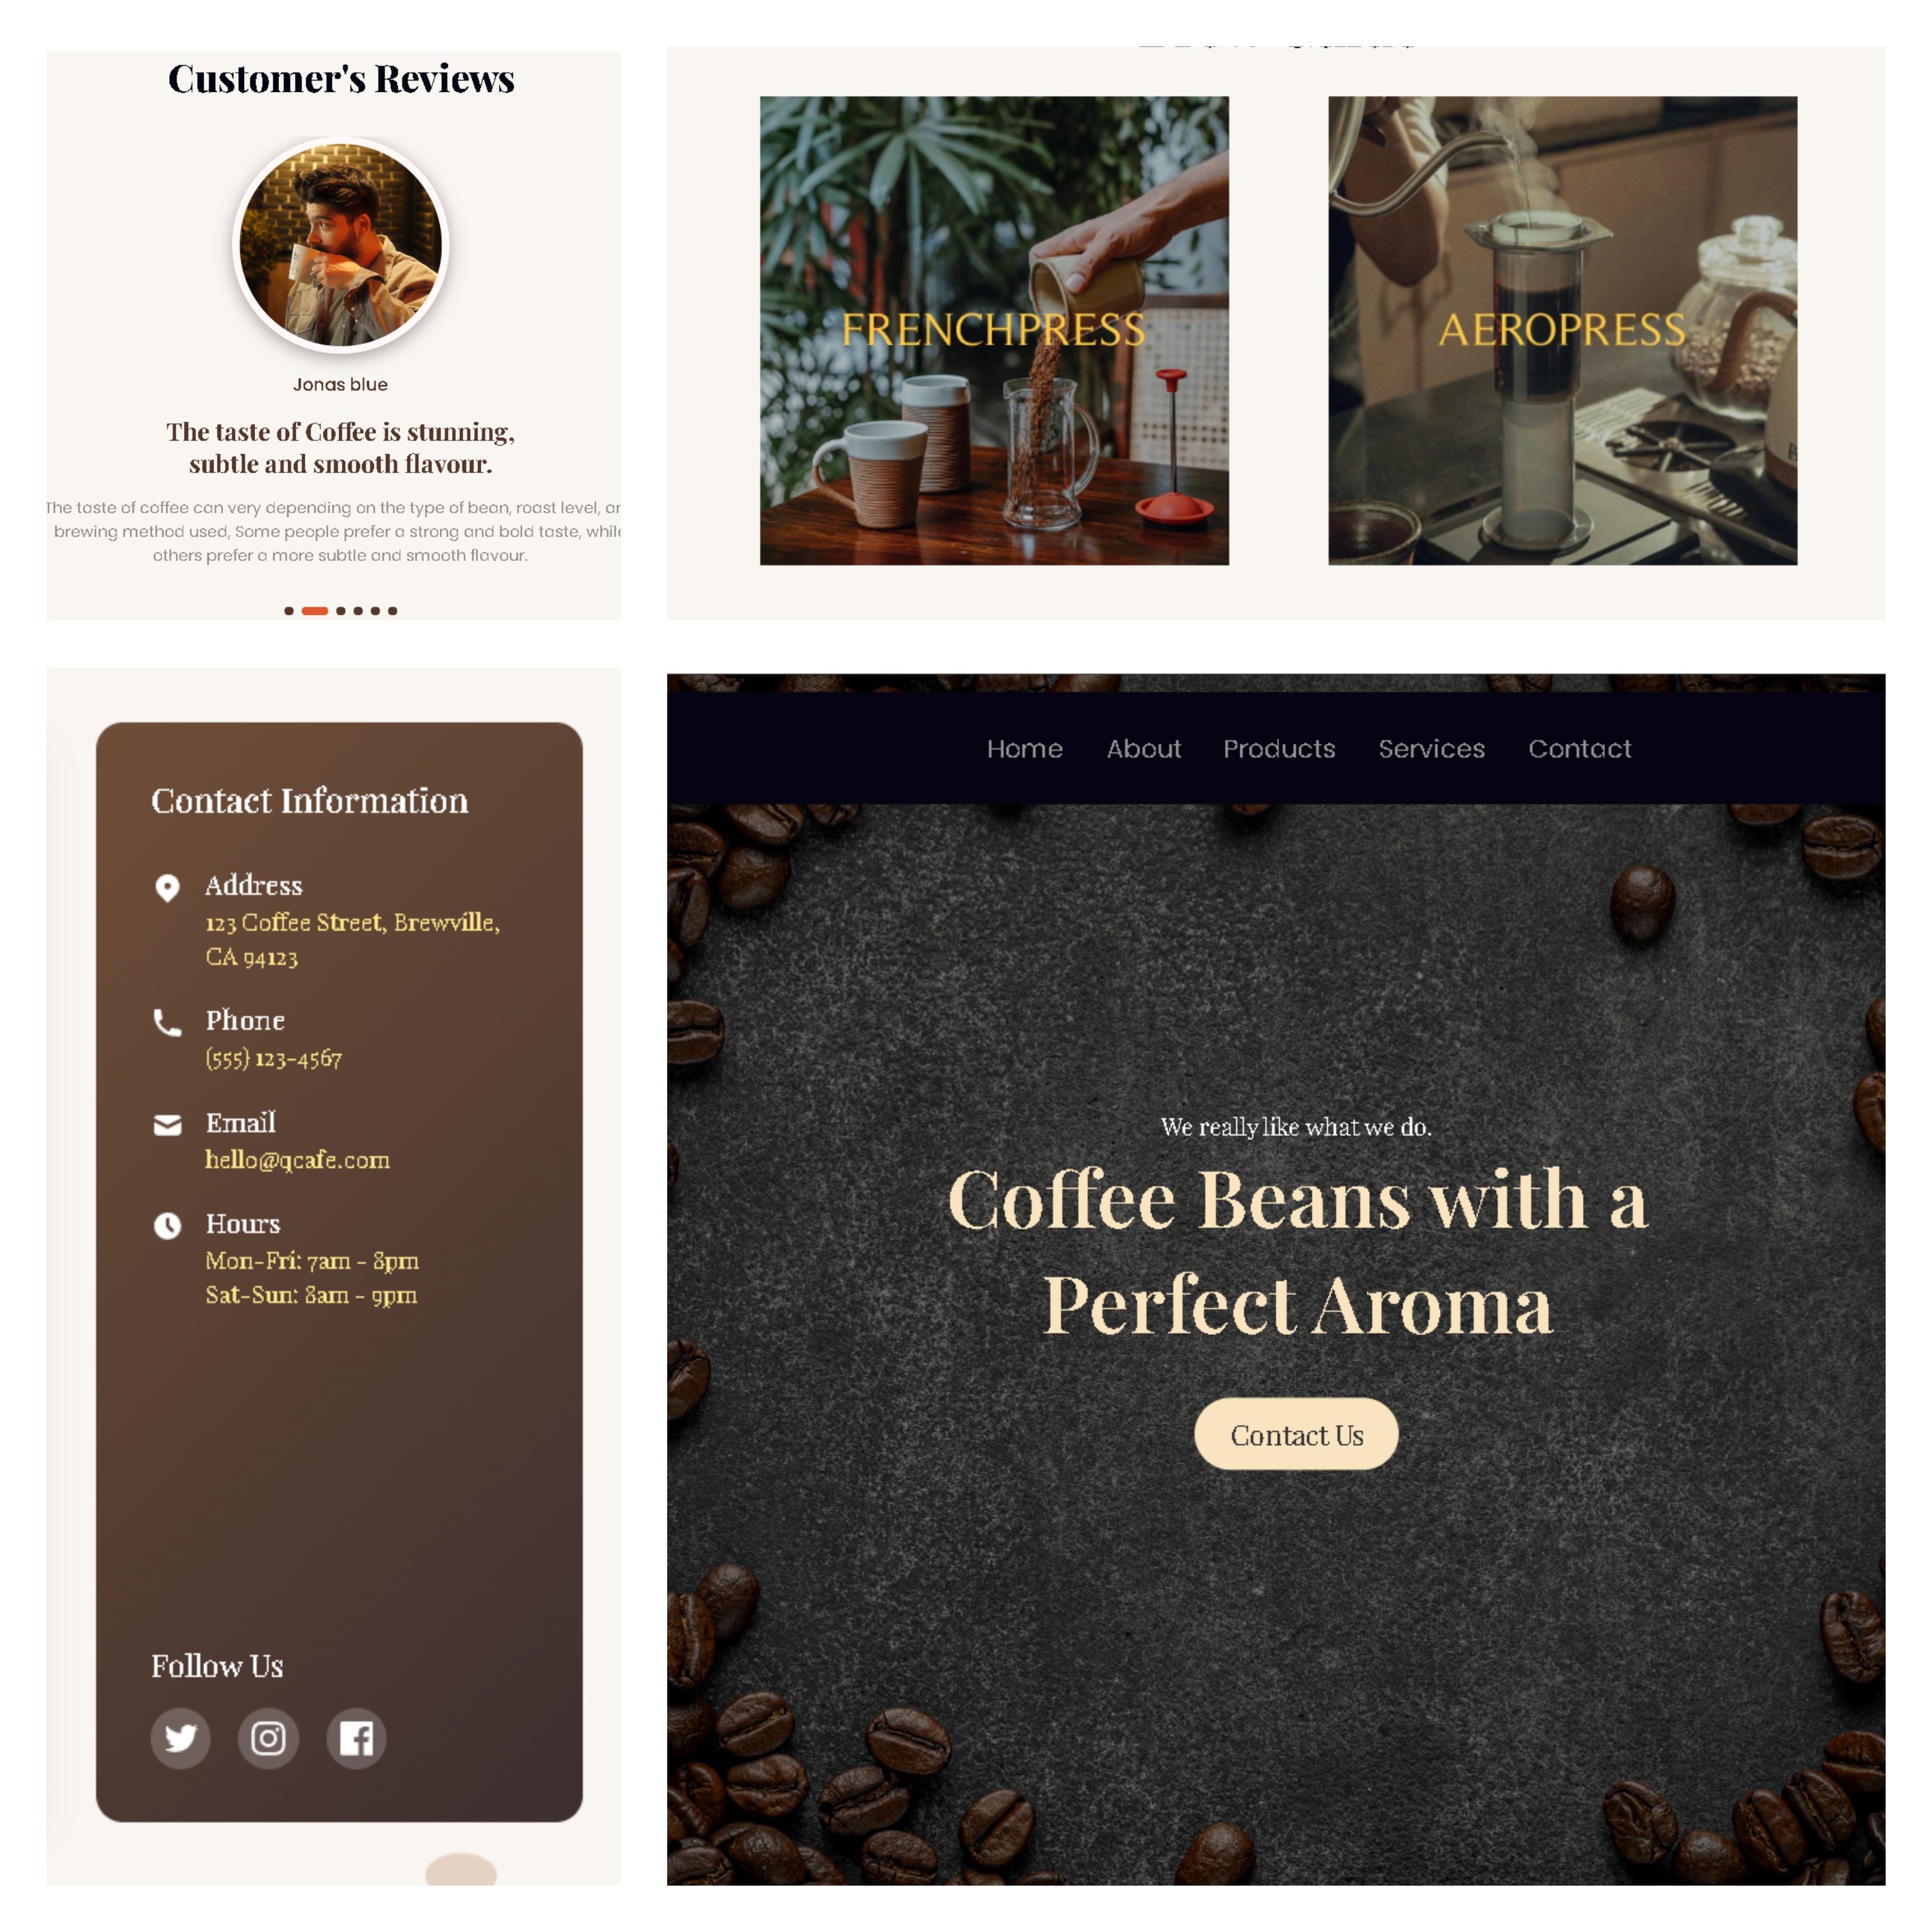 Customer's Reviews
Jonas blue
The taste of Coffee is stunning,
subtle and smooth flavour.
The taste of coffee can very depending on the type of bean, roast level,
brewing method used, Some people prefer a strong and bold taste, while
others prefer a more subtle and smooth flavour.
FRENCHPRESS
AEROPRESS
Contact Information
Address
123 Coffee Street, Brewville,
CA 94123
Phone
(555) 123-4567
Email
hello@qcafe.com
Hours
Mon-Fri: 7am - 8pm
Sat-Sun: 8am - 9pm
Follow Us
Home About Products Services Contact
We really like what we do.
Coffee Beans with a
Perfect Aroma
Contact Us